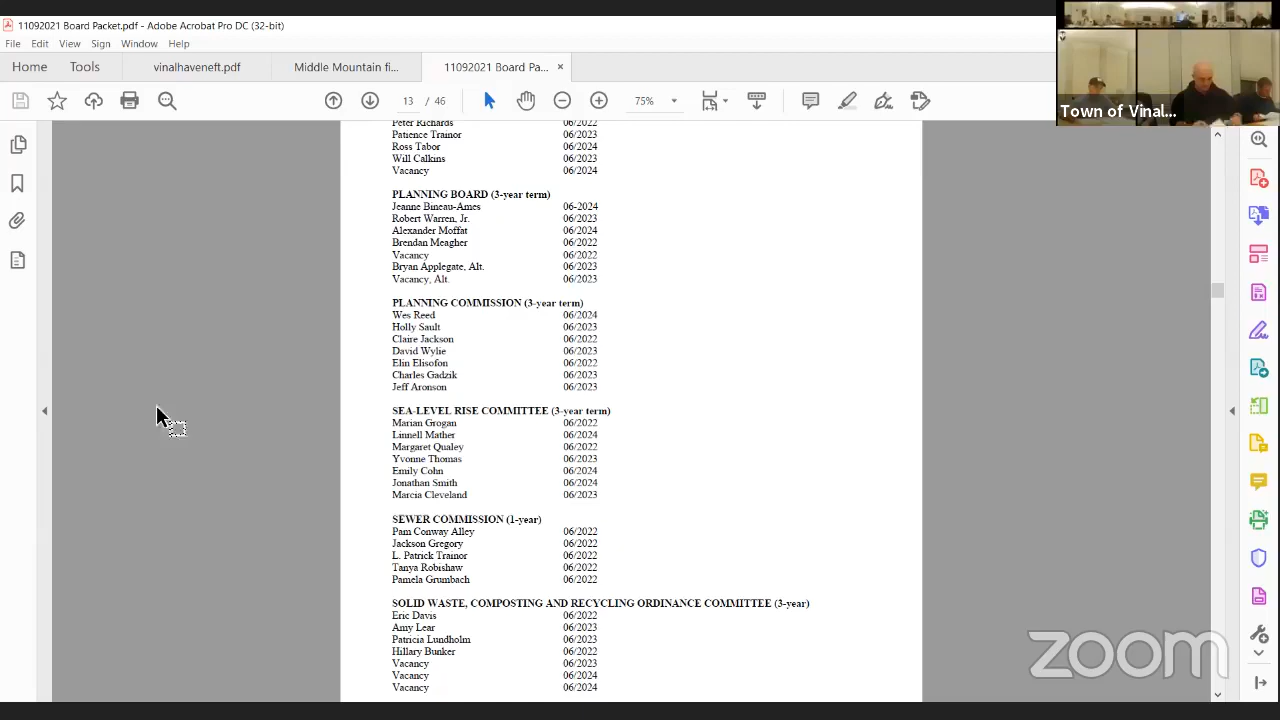 11092021 Board Packet.pdf - Adobe Acrobat Pro DC (32-bit)
File Edit View Sign Window Help
Home Tools vinalhaveneft.pdf Middle Mountain fi... 11092021 Board Pa... ×
13 / 46 75%
Town of Vinal...
Peter Richards 06/2022
Patience Trainor 06/2023
Ross Tabor 06/2024
Will Calkins 06/2023
Vacancy 06/2024
PLANNING BOARD (3-year term)
Jeanne Bineau-Ames 06-2024
Robert Warren, Jr. 06/2023
Alexander Moffat 06/2024
Brendan Meagher 06/2022
Vacancy 06/2022
Bryan Applegate, Alt. 06/2023
Vacancy, Alt. 06/2023
PLANNING COMMISSION (3-year term)
Wes Reed 06/2024
Holly Sault 06/2023
Claire Jackson 06/2022
David Wylie 06/2023
Elin Elisofon 06/2022
Charles Gadzik 06/2023
Jeff Aronson 06/2023
SEA-LEVEL RISE COMMITTEE (3-year term)
Marian Grogan 06/2022
Linnell Mather 06/2024
Margaret Qualey 06/2022
Yvonne Thomas 06/2023
Emily Cohn 06/2024
Jonathan Smith 06/2024
Marcia Cleveland 06/2023
SEWER COMMISSION (1-year)
Pam Conway Alley 06/2022
Jackson Gregory 06/2022
L. Patrick Trainor 06/2022
Tanya Robishaw 06/2022
Pamela Grumbach 06/2022
SOLID WASTE, COMPOSTING AND RECYCLING ORDINANCE COMMITTEE (3-year)
Eric Davis 06/2022
Amy Lear 06/2023
Patricia Lundholm 06/2023
Hillary Bunker 06/2022
Vacancy 06/2023
Vacancy 06/2024
Vacancy 06/2024
zoom